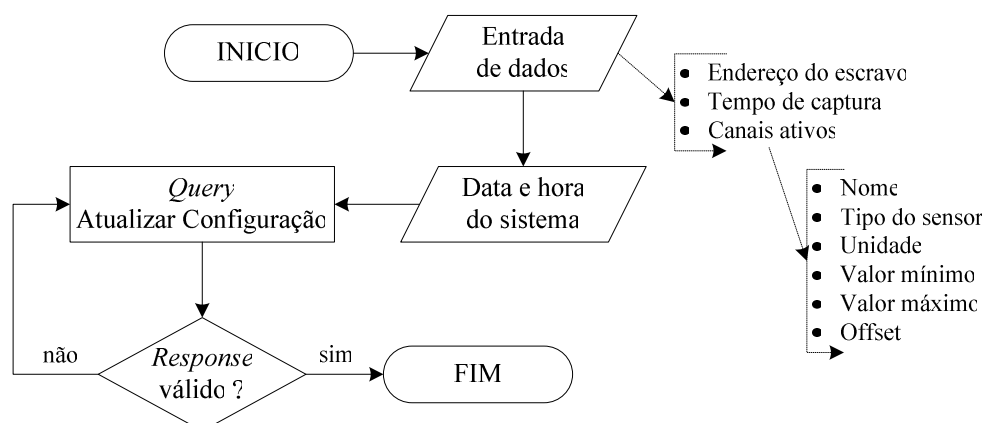 INICIO
Entrada
de dados
Endereço do escravo
Tempo de captura
Canais ativos
Nome
Tipo do sensor
Unidade
Valor mínimo
Valor máximo
Offset
Data e hora
do sistema
Query
Atualizar Configuração
Response
válido ?
não
sim
FIM